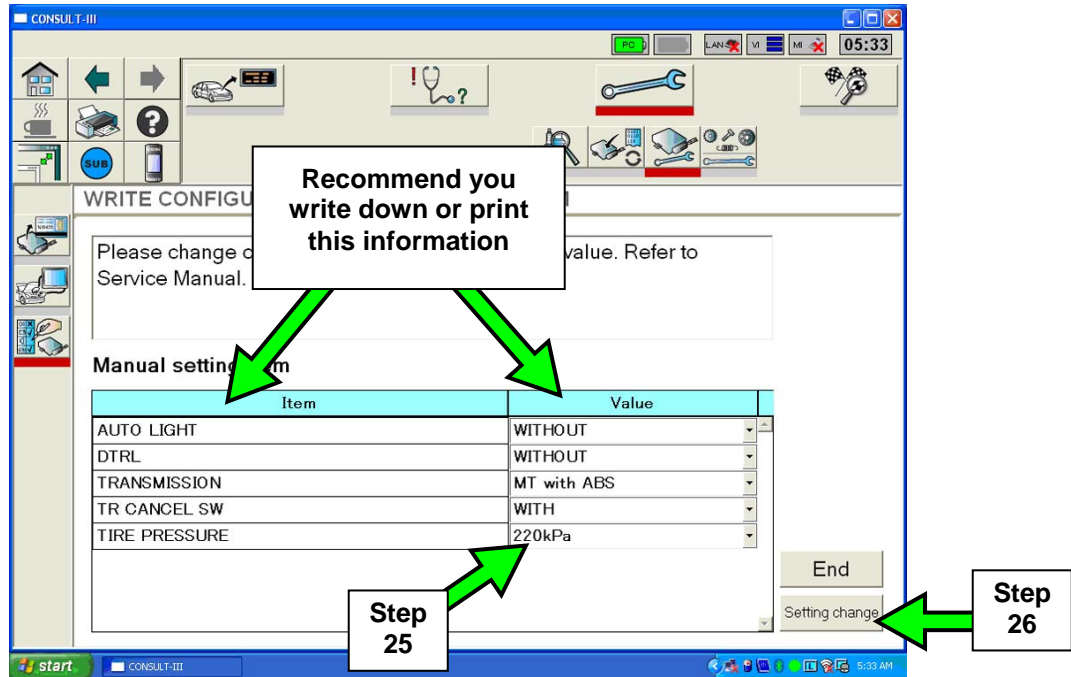 CONSULT-III
PC LAN VI MI 05:33
! ?
?
SUB
Recommend you
write down or print
this information
WRITE CONFIGU
Please change c value. Refer to
Service Manual.
Manual setting m
Item Value
AUTO LIGHT WITHOUT
DTRL WITHOUT
TRANSMISSION MT with ABS
TR CANCEL SW WITH
TIRE PRESSURE 220kPa
End
Setting change
Step
25
Step
26
start CONSULT-III 5:33 AM